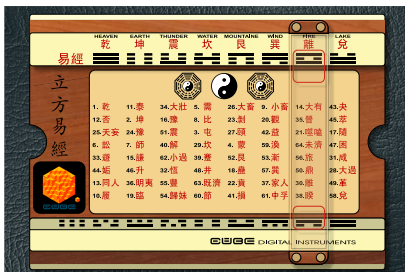 HEAVEN EARTH THUNDER WATER MOUNTAINE WIND FIRE LAKE
乾 坤 震 坎 艮 巽 離 兌
易經
立方易經
1. 乾 11. 泰 34. 大壯 5. 需 26. 大畜 9. 小畜 14. 大有 43. 夬
12. 否 2. 坤 16. 豫 8. 比 23. 剝 20. 觀 35. 晉 45. 萃
25. 天妄 24. 豫 51. 震 3. 屯 27. 頤 42. 益 21. 噬嗑 17. 隨
6. 訟 7. 師 40. 解 29. 坎 4. 蒙 59. 渙 64. 未濟 47. 困
33. 遊 15. 謙 62. 小過 39. 蹇 52. 艮 53. 漸 56. 旅 31. 咸
44. 姤 46. 升 32. 恆 48. 井 18. 蠱 57. 巽 50. 鼎 28. 大過
13. 同人 36. 明夷 55. 豐 63. 既濟 22. 賁 37. 家人 30. 離 49. 革
10. 履 19. 臨 54. 歸妹 60. 節 41. 損 61. 中孚 38. 睽 58. 兌
CUBE
CUBE DIGITAL INSTRUMENTS